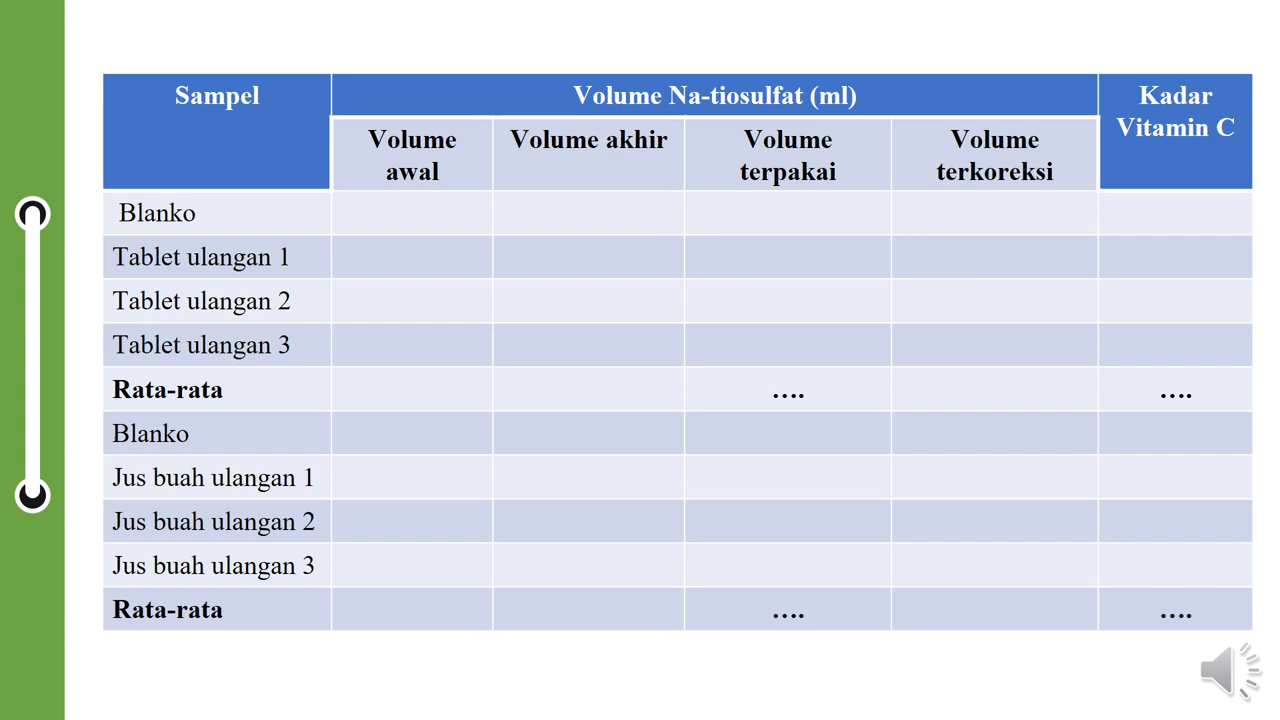 Sampel
Volume Na-tiosulfat (ml)
Kadar
Vitamin C
Volume
awal
Volume akhir
Volume
terpakai
Volume
terkoreksi
Blanko
Tablet ulangan 1
Tablet ulangan 2
Tablet ulangan 3
Rata-rata
….
….
Blanko
Jus buah ulangan 1
Jus buah ulangan 2
Jus buah ulangan 3
Rata-rata
….
….